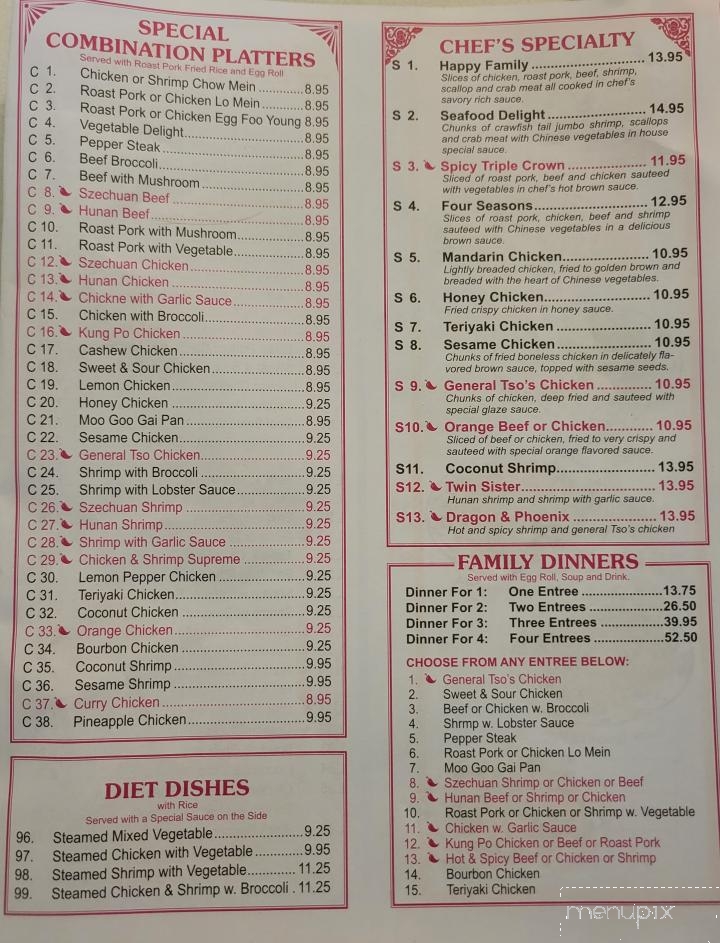 SPECIAL
COMBINATION PLATTERS
Served with Roast Pork Fried Rice and Egg Roll
C 1. Chicken or Shrimp Chow Mein ............8.95
C 2. Roast Pork or Chicken Lo Mein............8.95
C 3. Roast Pork or Chicken Egg Foo Young 8.95
C 4. Vegetable Delight............8.95
C 5. Pepper Steak ............8.95
C 6. Beef Broccoli............8.95
C 7. Beef with Mushroom ............8.95
C 8. Szechuan Beef ............8.95
C 9. Hunan Beef............8.95
C 10. Roast Pork with Mushroom............8.95
C 11. Roast Pork with Vegetable............8.95
C 12. Szechuan Chicken............8.95
C 13. Hunan Chicken ............8.95
C 14. Chickne with Garlic Sauce............8.95
C 15. Chicken with Broccoli............8.95
C 16. Kung Po Chicken ............8.95
C 17. Cashew Chicken............8.95
C 18. Sweet & Sour Chicken............8.95
C 19. Lemon Chicken............8.95
C 20. Honey Chicken ............9.25
C 21. Moo Goo Gai Pan ............8.95
C 22. Sesame Chicken............9.25
C 23. General Tso Chicken............9.25
C 24. Shrimp with Broccoli ............9.25
C 25. Shrimp with Lobster Sauce............9.25
C 26. Szechuan Shrimp ............9.25
C 27. Hunan Shrimp ............9.25
C 28. Shrimp with Garlic Sauce ............9.25
C 29. Chicken & Shrimp Supreme ............9.25
C 30. Lemon Pepper Chicken ............9.25
C 31. Teriyaki Chicken............9.25
C 32. Coconut Chicken ............9.25
C 33. Orange Chicken............9.25
C 34. Bourbon Chicken ............9.25
C 35. Coconut Shrimp............9.95
C 36. Sesame Shrimp ............9.95
C 37. Curry Chicken ............8.95
C 38. Pineapple Chicken............9.95
DIET DISHES
with Rice
Served with a Special Sauce on the Side
96. Steamed Mixed Vegetable............9.25
97. Steamed Chicken with Vegetable ............9.95
98. Steamed Shrimp with Vegetable............11.25
99. Steamed Chicken & Shrimp w. Broccoli . 11.25
CHEF'S SPECIALTY
S 1. Happy Family ............13.95
Slices of chicken, roast pork, beef, shrimp,
scallop and crab meat all cooked in chef's
savory rich sauce.
S 2. Seafood Delight ............14.95
Chunks of crawfish tail jumbo shrimp, scallops
and crab meat with Chinese vegetables in house
special sauce.
S 3. Spicy Triple Crown ............11.95
Sliced of roast pork, beef and chicken sauteed
with vegetables in chef's hot brown sauce.
S 4. Four Seasons............12.95
Slices of roast pork, chicken, beef and shrimp
sauteed with Chinese vegetables in a delicious
brown sauce.
S 5. Mandarin Chicken............10.95
Lightly breaded chicken, fried to golden brown and
breaded with the heart of Chinese vegetables.
S 6. Honey Chicken............10.95
Fried crispy chicken in honey sauce.
S 7. Teriyaki Chicken ............10.95
S 8. Sesame Chicken ............10.95
Chunks of fried boneless chicken in delicately fla-
vored brown sauce, topped with sesame seeds.
S 9. General Tso's Chicken ............10.95
Chunks of chicken, deep fried and sauteed with
special glaze sauce.
S10. Orange Beef or Chicken............10.95
Sliced of beef or chicken, fried to very crispy and
sauteed with special orange flavored sauce.
S11. Coconut Shrimp............13.95
S12. Twin Sister............13.95
Hunan shrimp and shrimp with garlic sauce.
S13. Dragon & Phoenix ............13.95
Hot and spicy shrimp and general Tso's chicken
FAMILY DINNERS
Served with Egg Roll, Soup and Drink.
Dinner For 1: One Entree ............13.75
Dinner For 2: Two Entrees ............26.50
Dinner For 3: Three Entrees ............39.95
Dinner For 4: Four Entrees ............52.50
CHOOSE FROM ANY ENTREE BELOW:
1. General Tso's Chicken
2. Sweet & Sour Chicken
3. Beef or Chicken w. Broccoli
4. Shrmp w. Lobster Sauce
5. Pepper Steak
6. Roast Pork or Chicken Lo Mein
7. Moo Goo Gai Pan
8. Szechuan Shrimp or Chicken or Beef
9. Hunan Beef or Shrimp or Chicken
10. Roast Pork or Chicken or Shrimp w. Vegetable
11. Chicken w. Garlic Sauce
12. Kung Po Chicken or Beef or Roast Pork
13. Hot & Spicy Beef or Chicken or Shrimp
14. Bourbon Chicken
15. Teriyaki Chicken
menupix